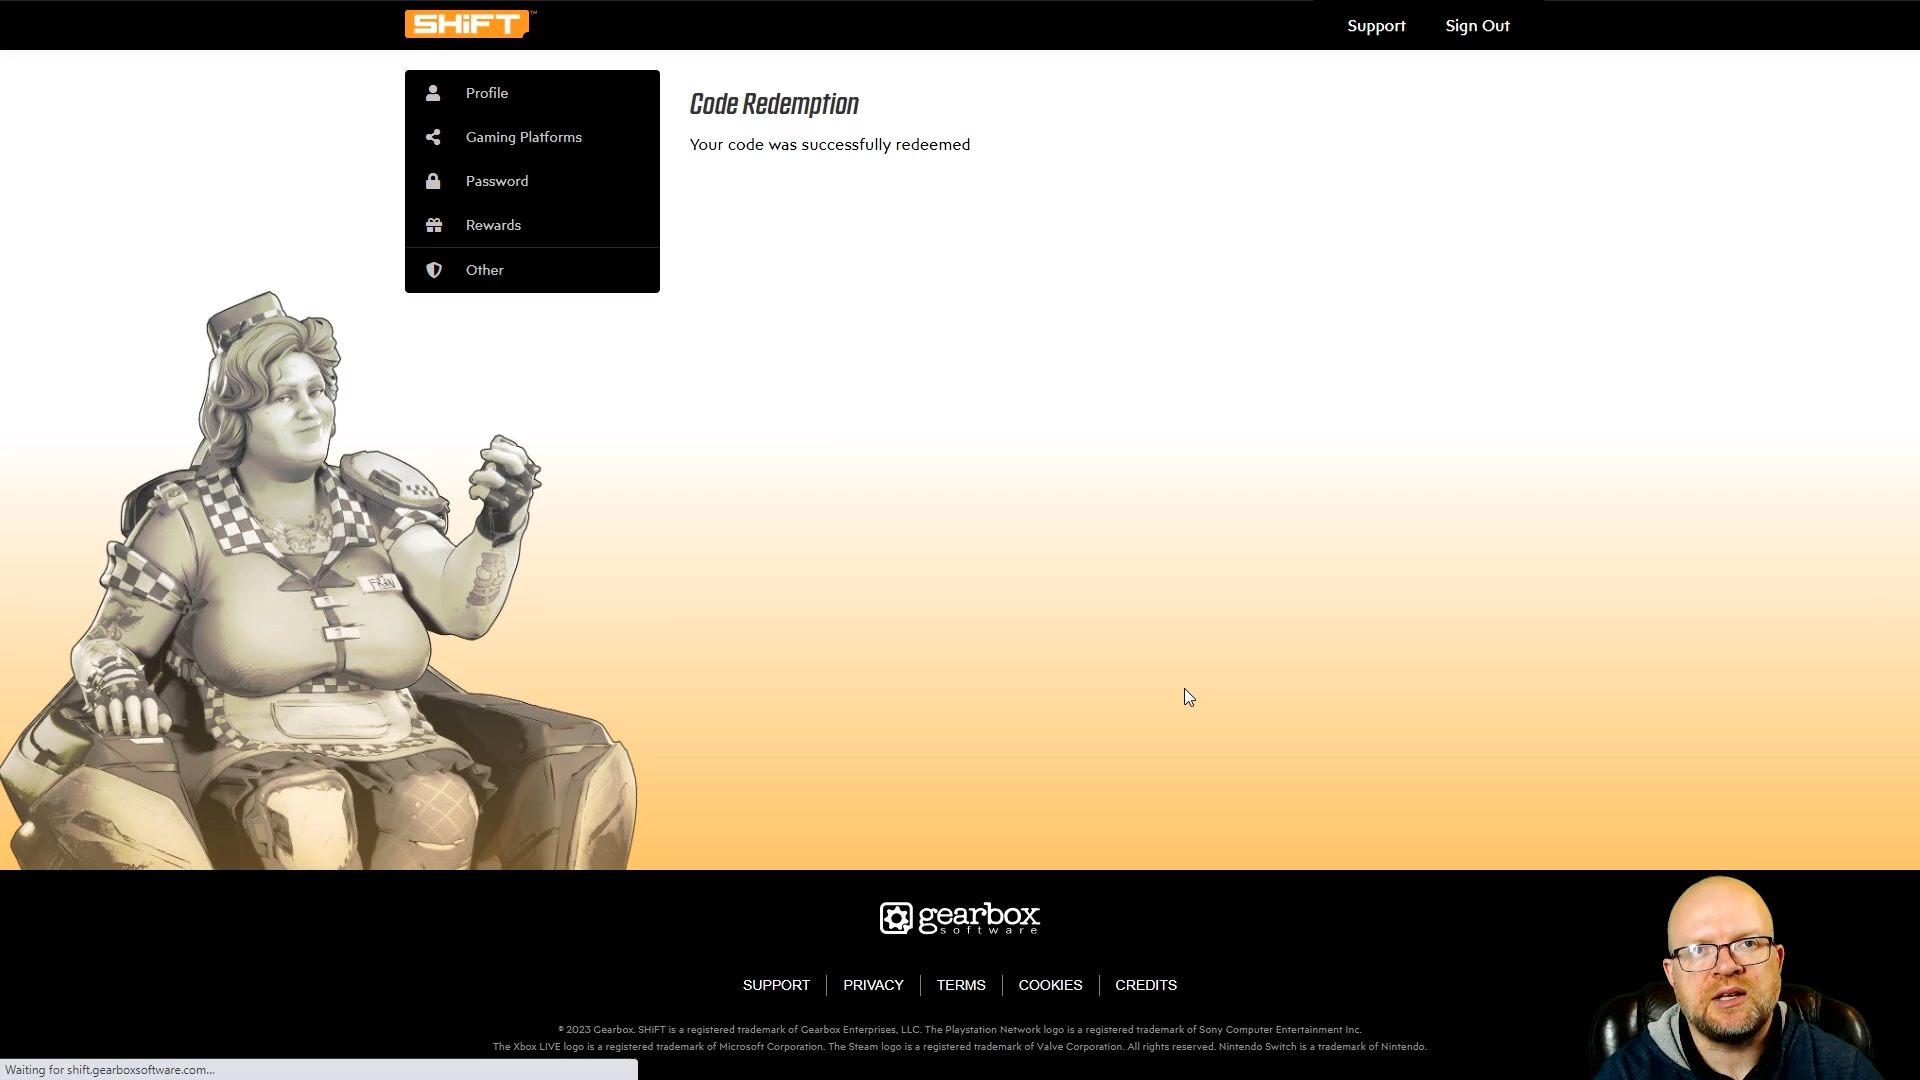 SHiFT™
Support
Sign Out
Profile
Gaming Platforms
Password
Rewards
Other
Code Redemption
Your code was successfully redeemed
FRAN
gearbox
software
SUPPORT
PRIVACY
TERMS
COOKIES
CREDITS
© 2023 Gearbox. SHiFT is a registered trademark of Gearbox Enterprises, LLC. The Playstation Network logo is a registered trademark of Sony Computer Entertainment Inc.
The Xbox LIVE logo is a registered trademark of Microsoft Corporation. The Steam logo is a registered trademark of Valve Corporation. All rights reserved. Nintendo Switch is a trademark of Nintendo.
Waiting for shift.gearboxsoftware.com...